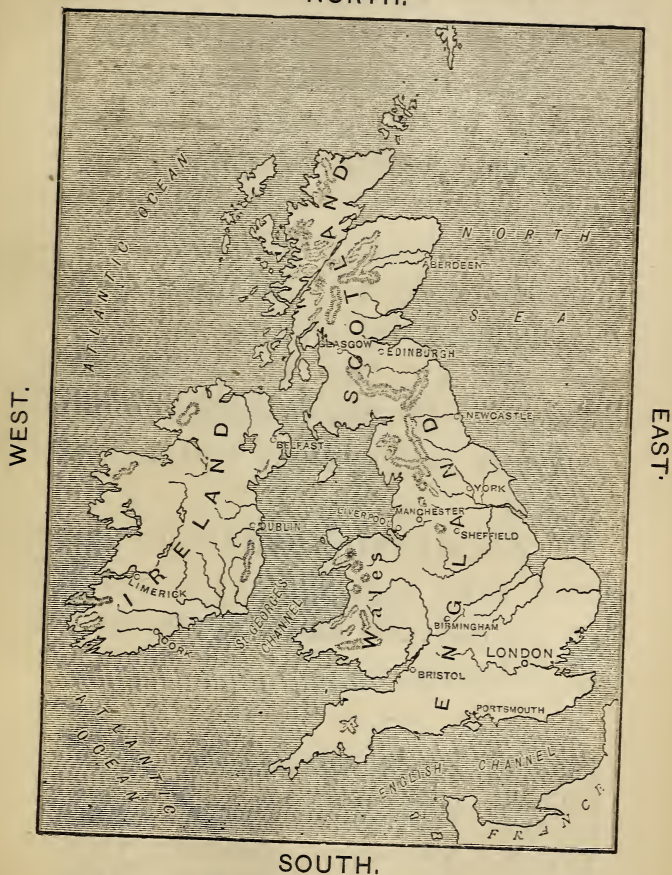 NORTH.
ATLANTIC OCEAN
NORTH
SEA
SCOTLAND
ABERDEEN
GLASGOW
EDINBURGH
WEST.
EAST.
IRELAND
BELFAST
NEWCASTLE
YORK
DUBLIN
LIVERPOOL
MANCHESTER
SHEFFIELD
LIMERICK
CORK
ST GEORGE'S
CHANNEL
Wales
ENGLAND
BIRMINGHAM
LONDON
BRISTOL
PORTSMOUTH
ATLANTIC
OCEAN
ENGLISH CHANNEL
FRANCE
SOUTH.